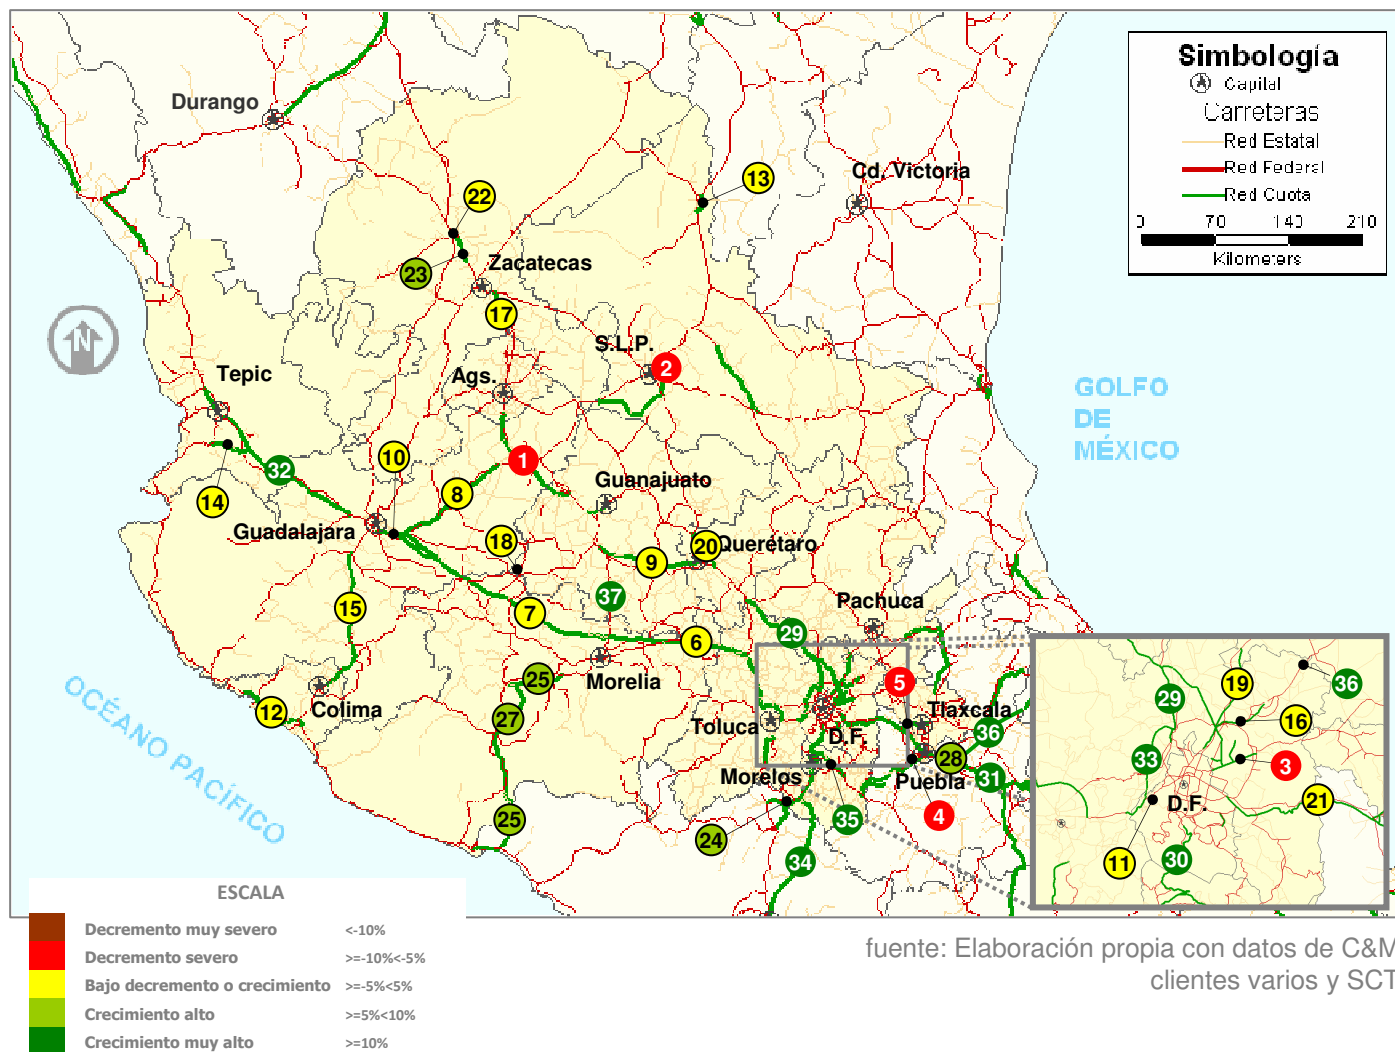 Simbología
Capital
Carreteras
Red Estatal
Red Federal
Red Cuota
0 70 140 210
Kilometers
Durango
Cd. Victoria
13
22
23
Zacatecas
17
S.L.P.
2
N
Tepic
Ags.
GOLFO
DE
MÉXICO
10
32
1
14
8
Guanajuato
Guadalajara
18
20
Querétaro
9
15
7
37
Pachuca
29
6
Morelia
25
5
12
Colima
27
Toluca
D.F.
Tlaxcala
36
28
31
Morelos
Puebla
OCÉANO PACÍFICO
25
24
35
4
34
19
36
29
16
33
3
D.F.
21
11
30
ESCALA
Decremento muy severo <-10%
Decremento severo >=-10%<-5%
Bajo decremento o crecimiento >=-5%<5%
Crecimiento alto >=5%<10%
Crecimiento muy alto >=10%
fuente: Elaboración propia con datos de C&M
clientes varios y SCT